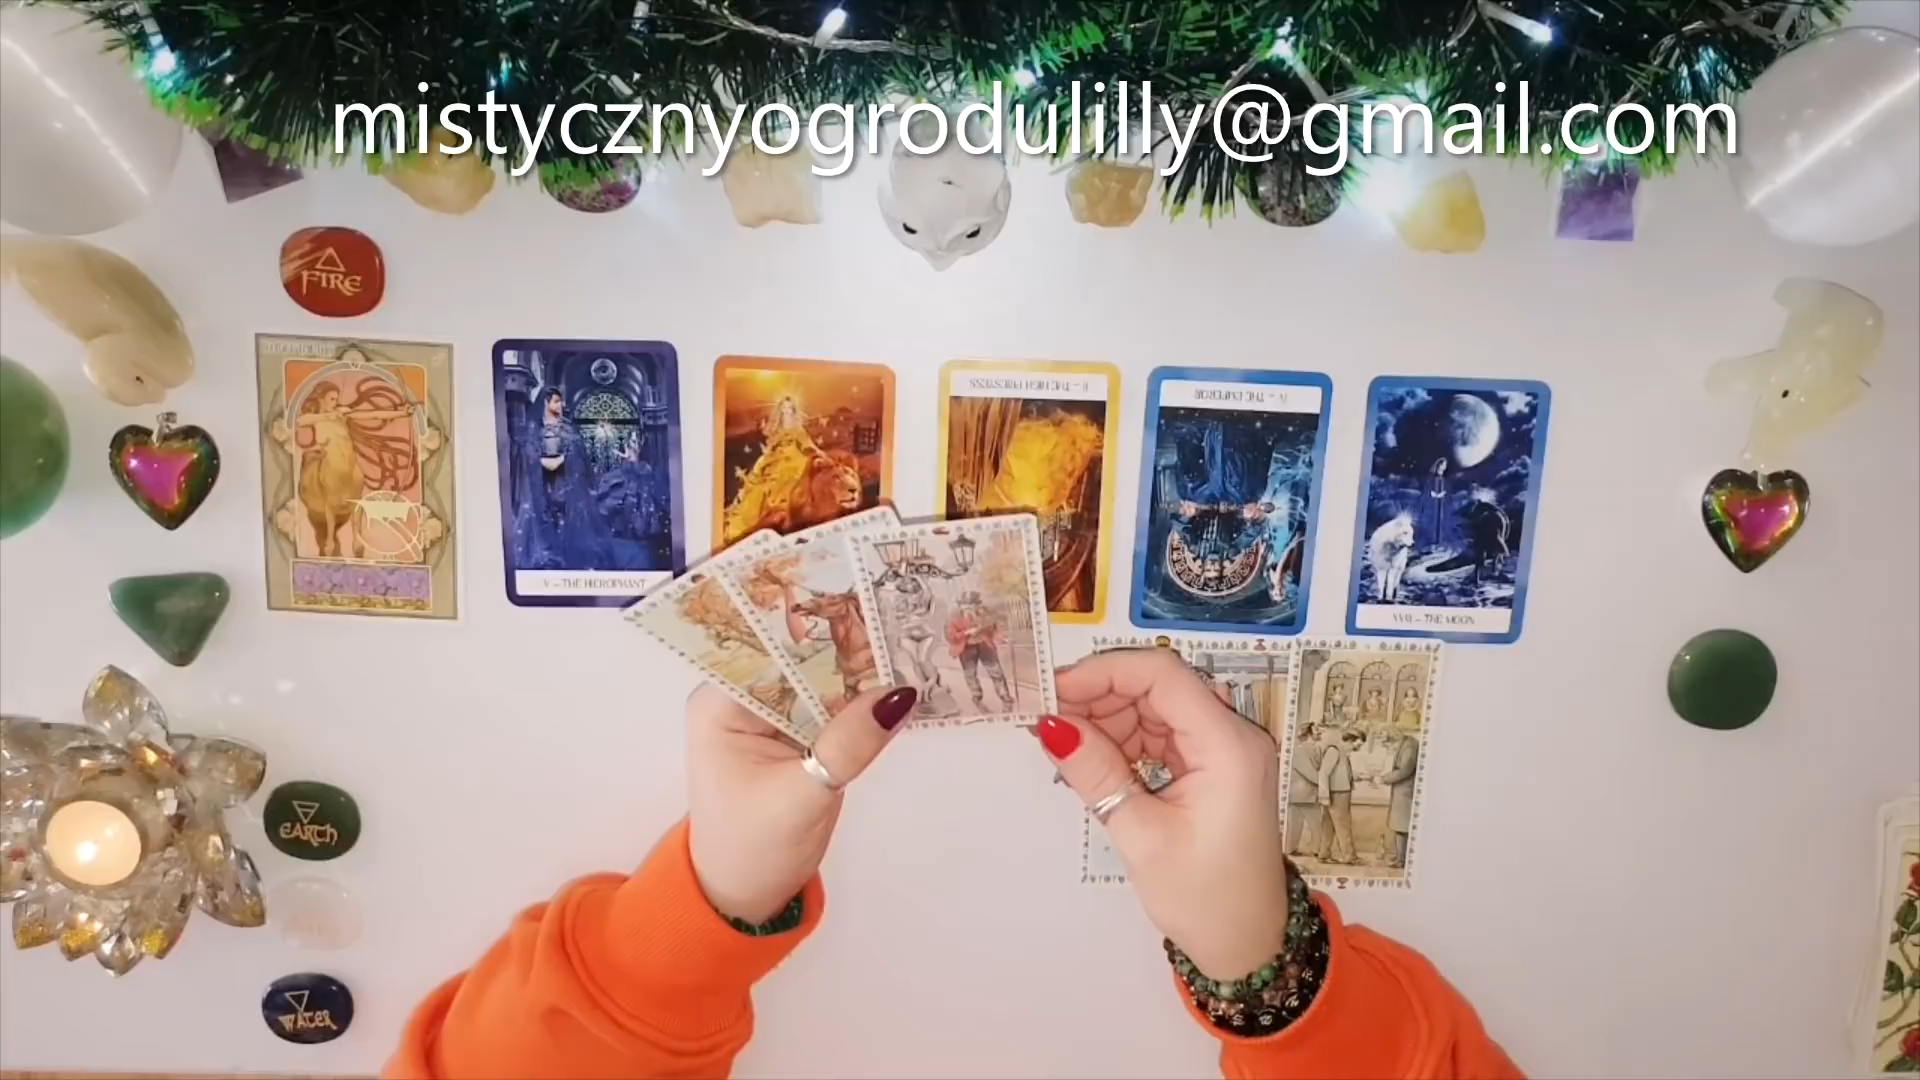 mistycznyogrodulilly@gmail.com
FIRE
II – THE HIGH PRIESTESS
IV – THE EMPEROR
V – THE HIEROPHANT
XVIII – THE MOON
EARTH
WATER